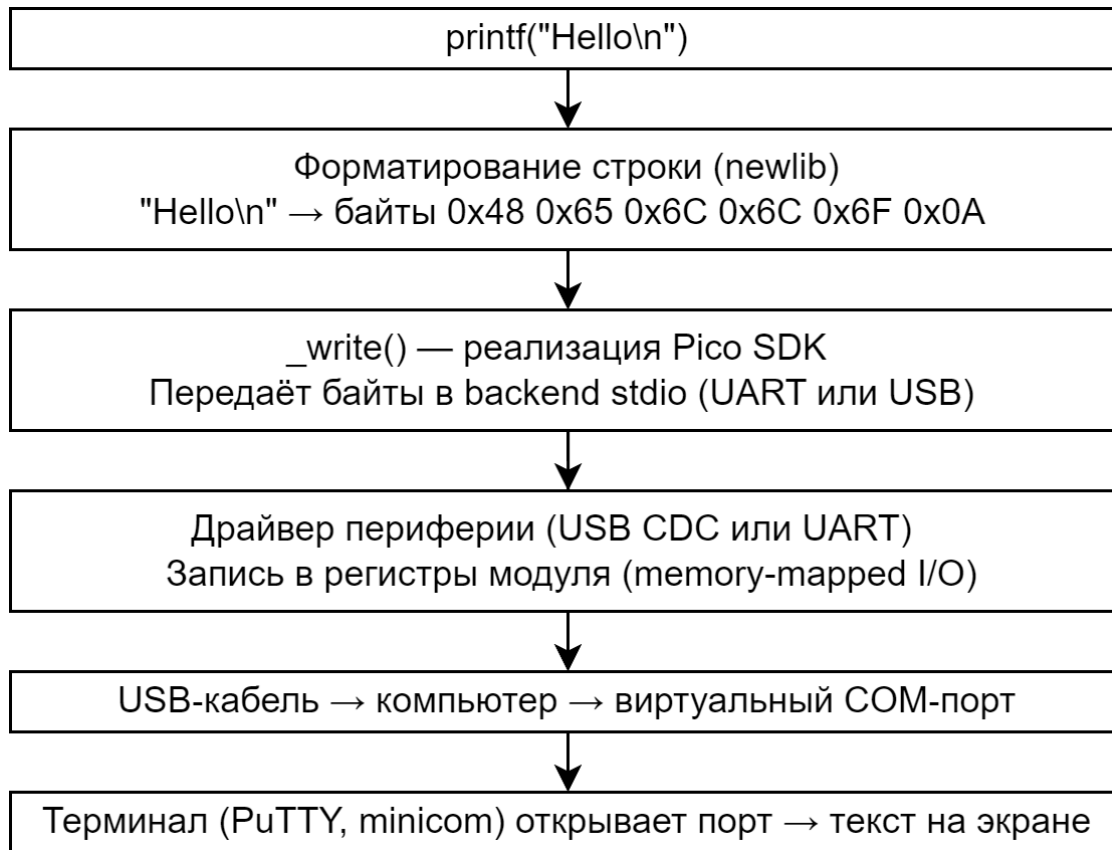 printf("Hello\n")
Форматирование строки (newlib)
"Hello\n" → байты 0x48 0x65 0x6C 0x6C 0x6F 0x0A
_write() — реализация Pico SDK
Передаёт байты в backend stdio (UART или USB)
Драйвер периферии (USB CDC или UART)
Запись в регистры модуля (memory-mapped I/O)
USB-кабель → компьютер → виртуальный COM-порт
Терминал (PuTTY, minicom) открывает порт → текст на экране